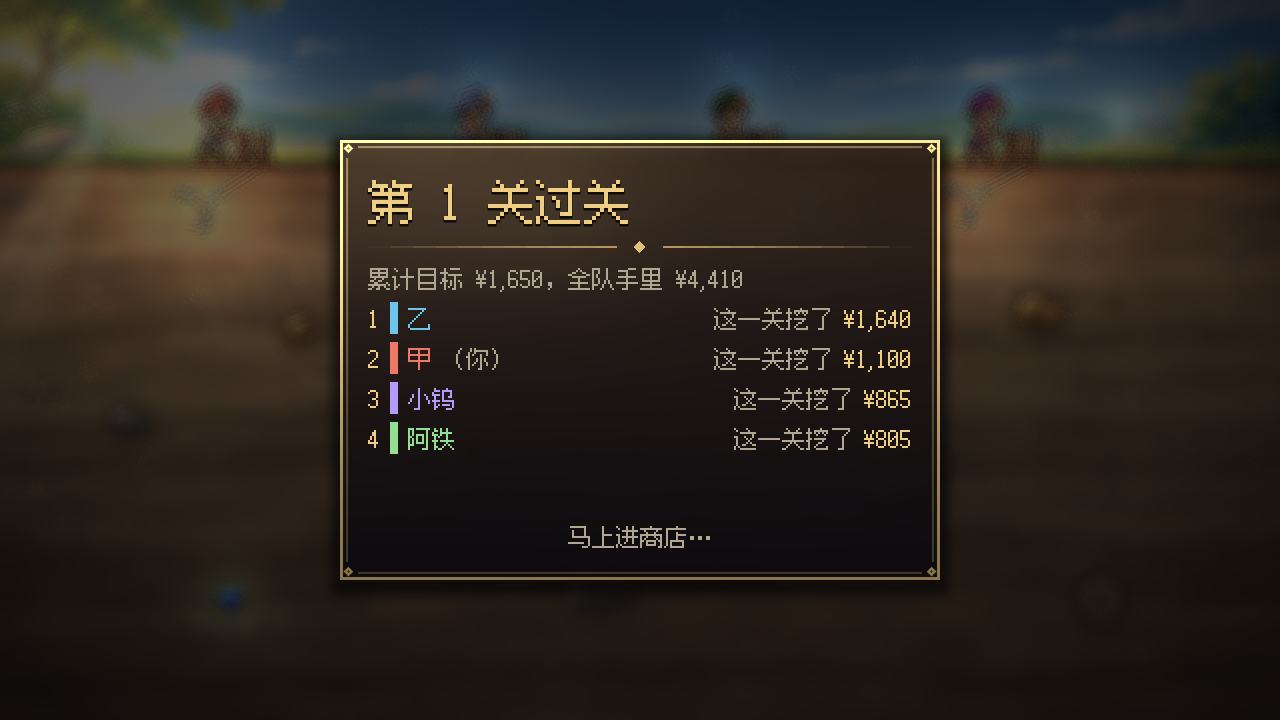 第 1 关过关
累计目标 ¥1,650，全队手里 ¥4,410
1 乙 这一关挖了 ¥1,640
2 甲 （你） 这一关挖了 ¥1,100
3 小钨 这一关挖了 ¥865
4 阿铁 这一关挖了 ¥805
马上进商店…